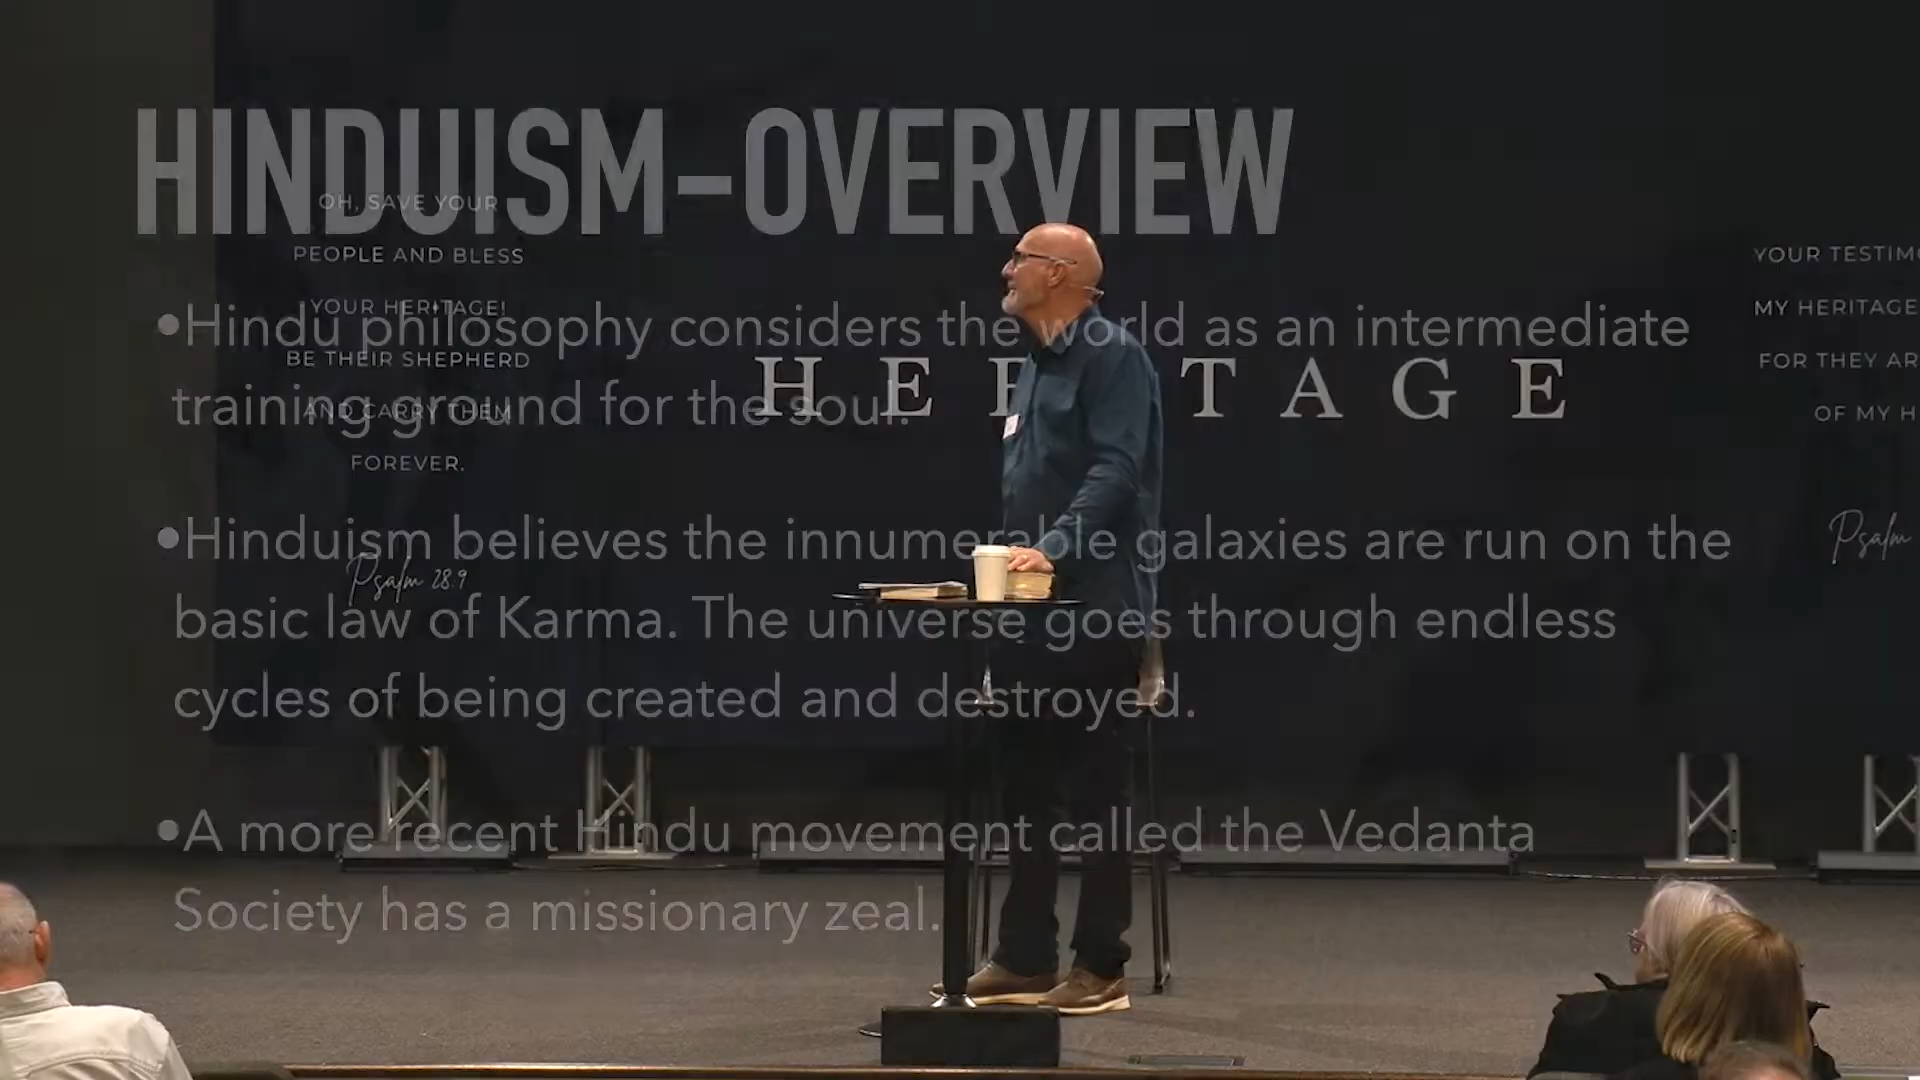 HINDUISM–OVERVIEW
•Hindu philosophy considers the world as an intermediate
training ground for the soul.
•Hinduism believes the innumerable galaxies are run on the
basic law of Karma. The universe goes through endless
cycles of being created and destroyed.
•A more recent Hindu movement called the Vedanta
Society has a missionary zeal.
OH, SAVE YOUR
PEOPLE AND BLESS
YOUR HERITAGE!
BE THEIR SHEPHERD
AND CARRY THEM
FOREVER.
Psalm 28:9
HER TAGE
YOUR TESTIMO
MY HERITAGE
FOR THEY AR
OF MY H
Psalm